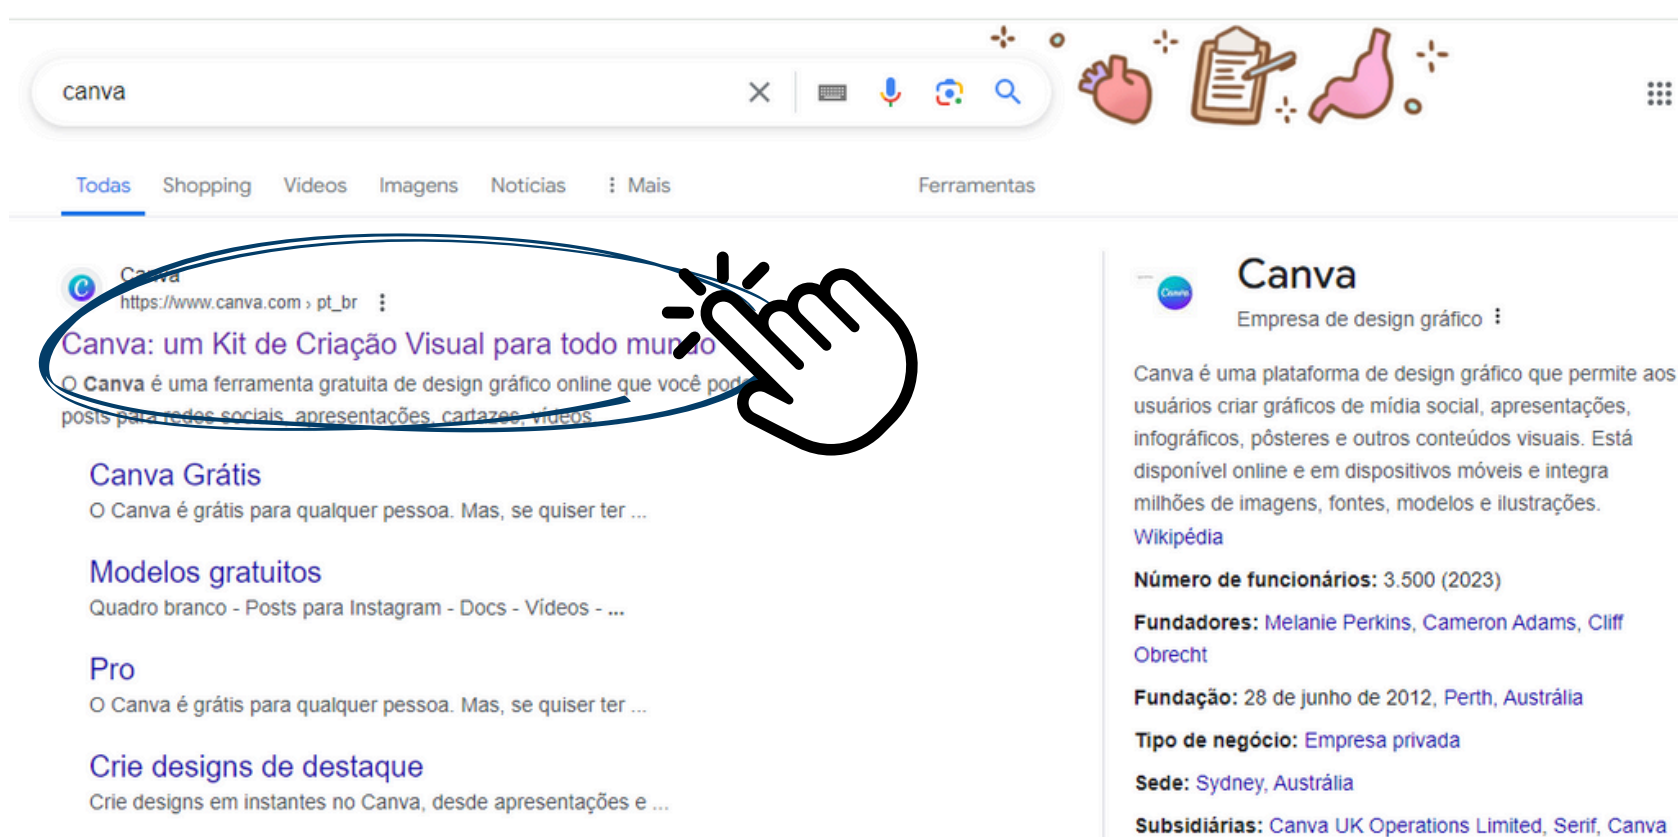 canva
Todas Shopping Vídeos Imagens Notícias Mais Ferramentas
Canva
https://www.canva.com › pt_br
Canva: um Kit de Criação Visual para todo mundo
O Canva é uma ferramenta gratuita de design gráfico online que você pode
posts para redes sociais, apresentações, cartazes, vídeos
Canva Grátis
O Canva é grátis para qualquer pessoa. Mas, se quiser ter ...
Modelos gratuitos
Quadro branco - Posts para Instagram - Docs - Vídeos - ...
Pro
O Canva é grátis para qualquer pessoa. Mas, se quiser ter ...
Crie designs de destaque
Crie designs em instantes no Canva, desde apresentações e ...
Canva
Canva
Empresa de design gráfico
Canva é uma plataforma de design gráfico que permite aos
usuários criar gráficos de mídia social, apresentações,
infográficos, pôsteres e outros conteúdos visuais. Está
disponível online e em dispositivos móveis e integra
milhões de imagens, fontes, modelos e ilustrações.
Wikipédia
Número de funcionários: 3.500 (2023)
Fundadores: Melanie Perkins, Cameron Adams, Cliff
Obrecht
Fundação: 28 de junho de 2012, Perth, Austrália
Tipo de negócio: Empresa privada
Sede: Sydney, Austrália
Subsidiárias: Canva UK Operations Limited, Serif, Canva